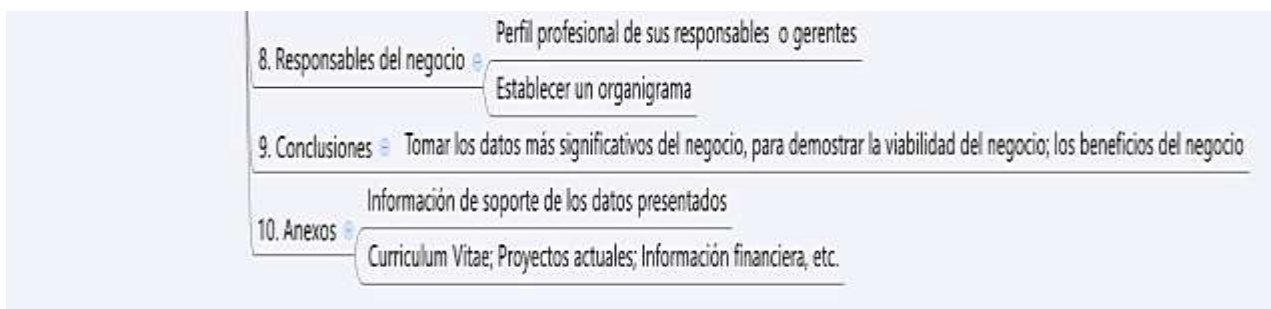 8. Responsables del negocio
Perfil profesional de sus responsables o gerentes
Establecer un organigrama
9. Conclusiones
Tomar los datos más significativos del negocio, para demostrar la viabilidad del negocio; los beneficios del negocio
10. Anexos
Información de soporte de los datos presentados
Curriculum Vitae; Proyectos actuales; Información financiera, etc.